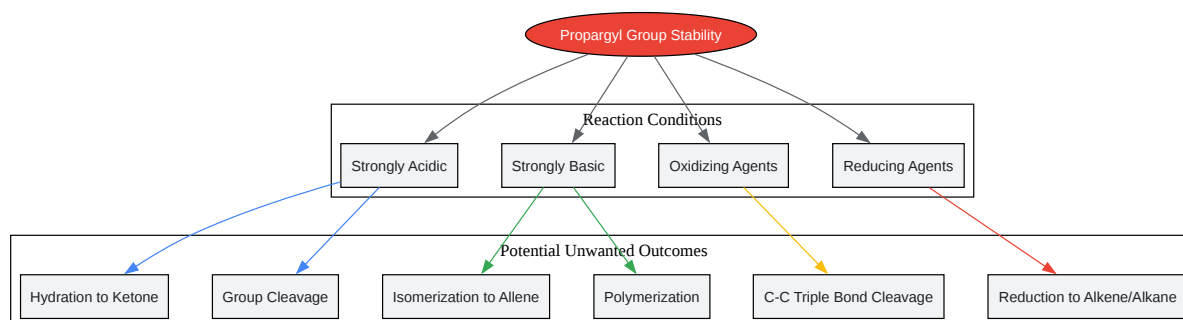 Propargyl Group Stability
Reaction Conditions
Strongly Acidic
Strongly Basic
Oxidizing Agents
Reducing Agents
Potential Unwanted Outcomes
Hydration to Ketone
Group Cleavage
Isomerization to Allene
Polymerization
C-C Triple Bond Cleavage
Reduction to Alkene/Alkane